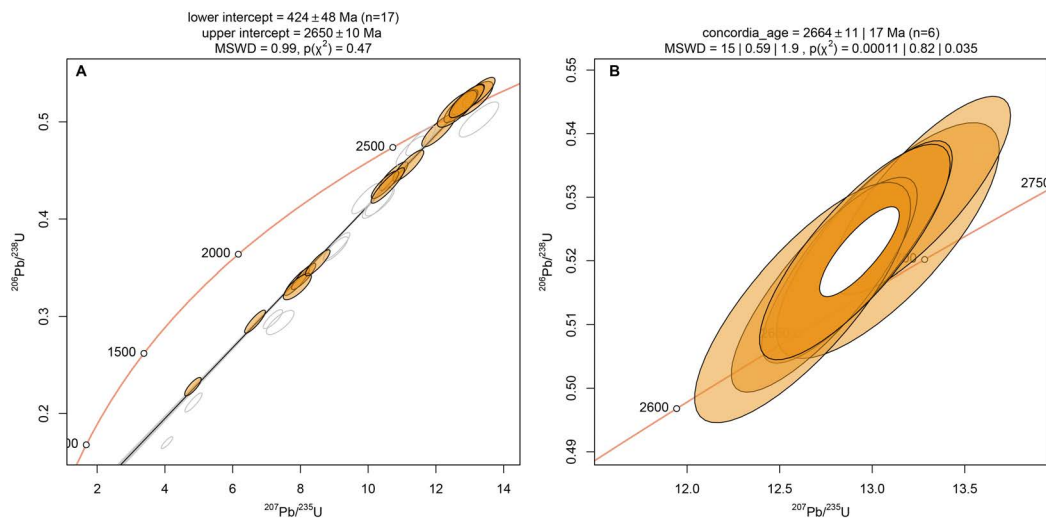 lower intercept = 424 ± 48 Ma (n=17)
upper intercept = 2650 ± 10 Ma
MSWD = 0.99, p(χ²) = 0.47
A
²⁰⁶Pb/²³⁸U
0.5
0.4
0.3
0.2
2500
2000
1500
00
2 4 6 8 10 12 14
²⁰⁷Pb/²³⁵U
concordia_age = 2664 ± 11 | 17 Ma (n=6)
MSWD = 15 | 0.59 | 1.9 , p(χ²) = 0.00011 | 0.82 | 0.035
B
²⁰⁶Pb/²³⁸U
0.55
0.54
0.53
0.52
0.51
0.50
0.49
2750
2600
12.0 12.5 13.0 13.5
²⁰⁷Pb/²³⁵U